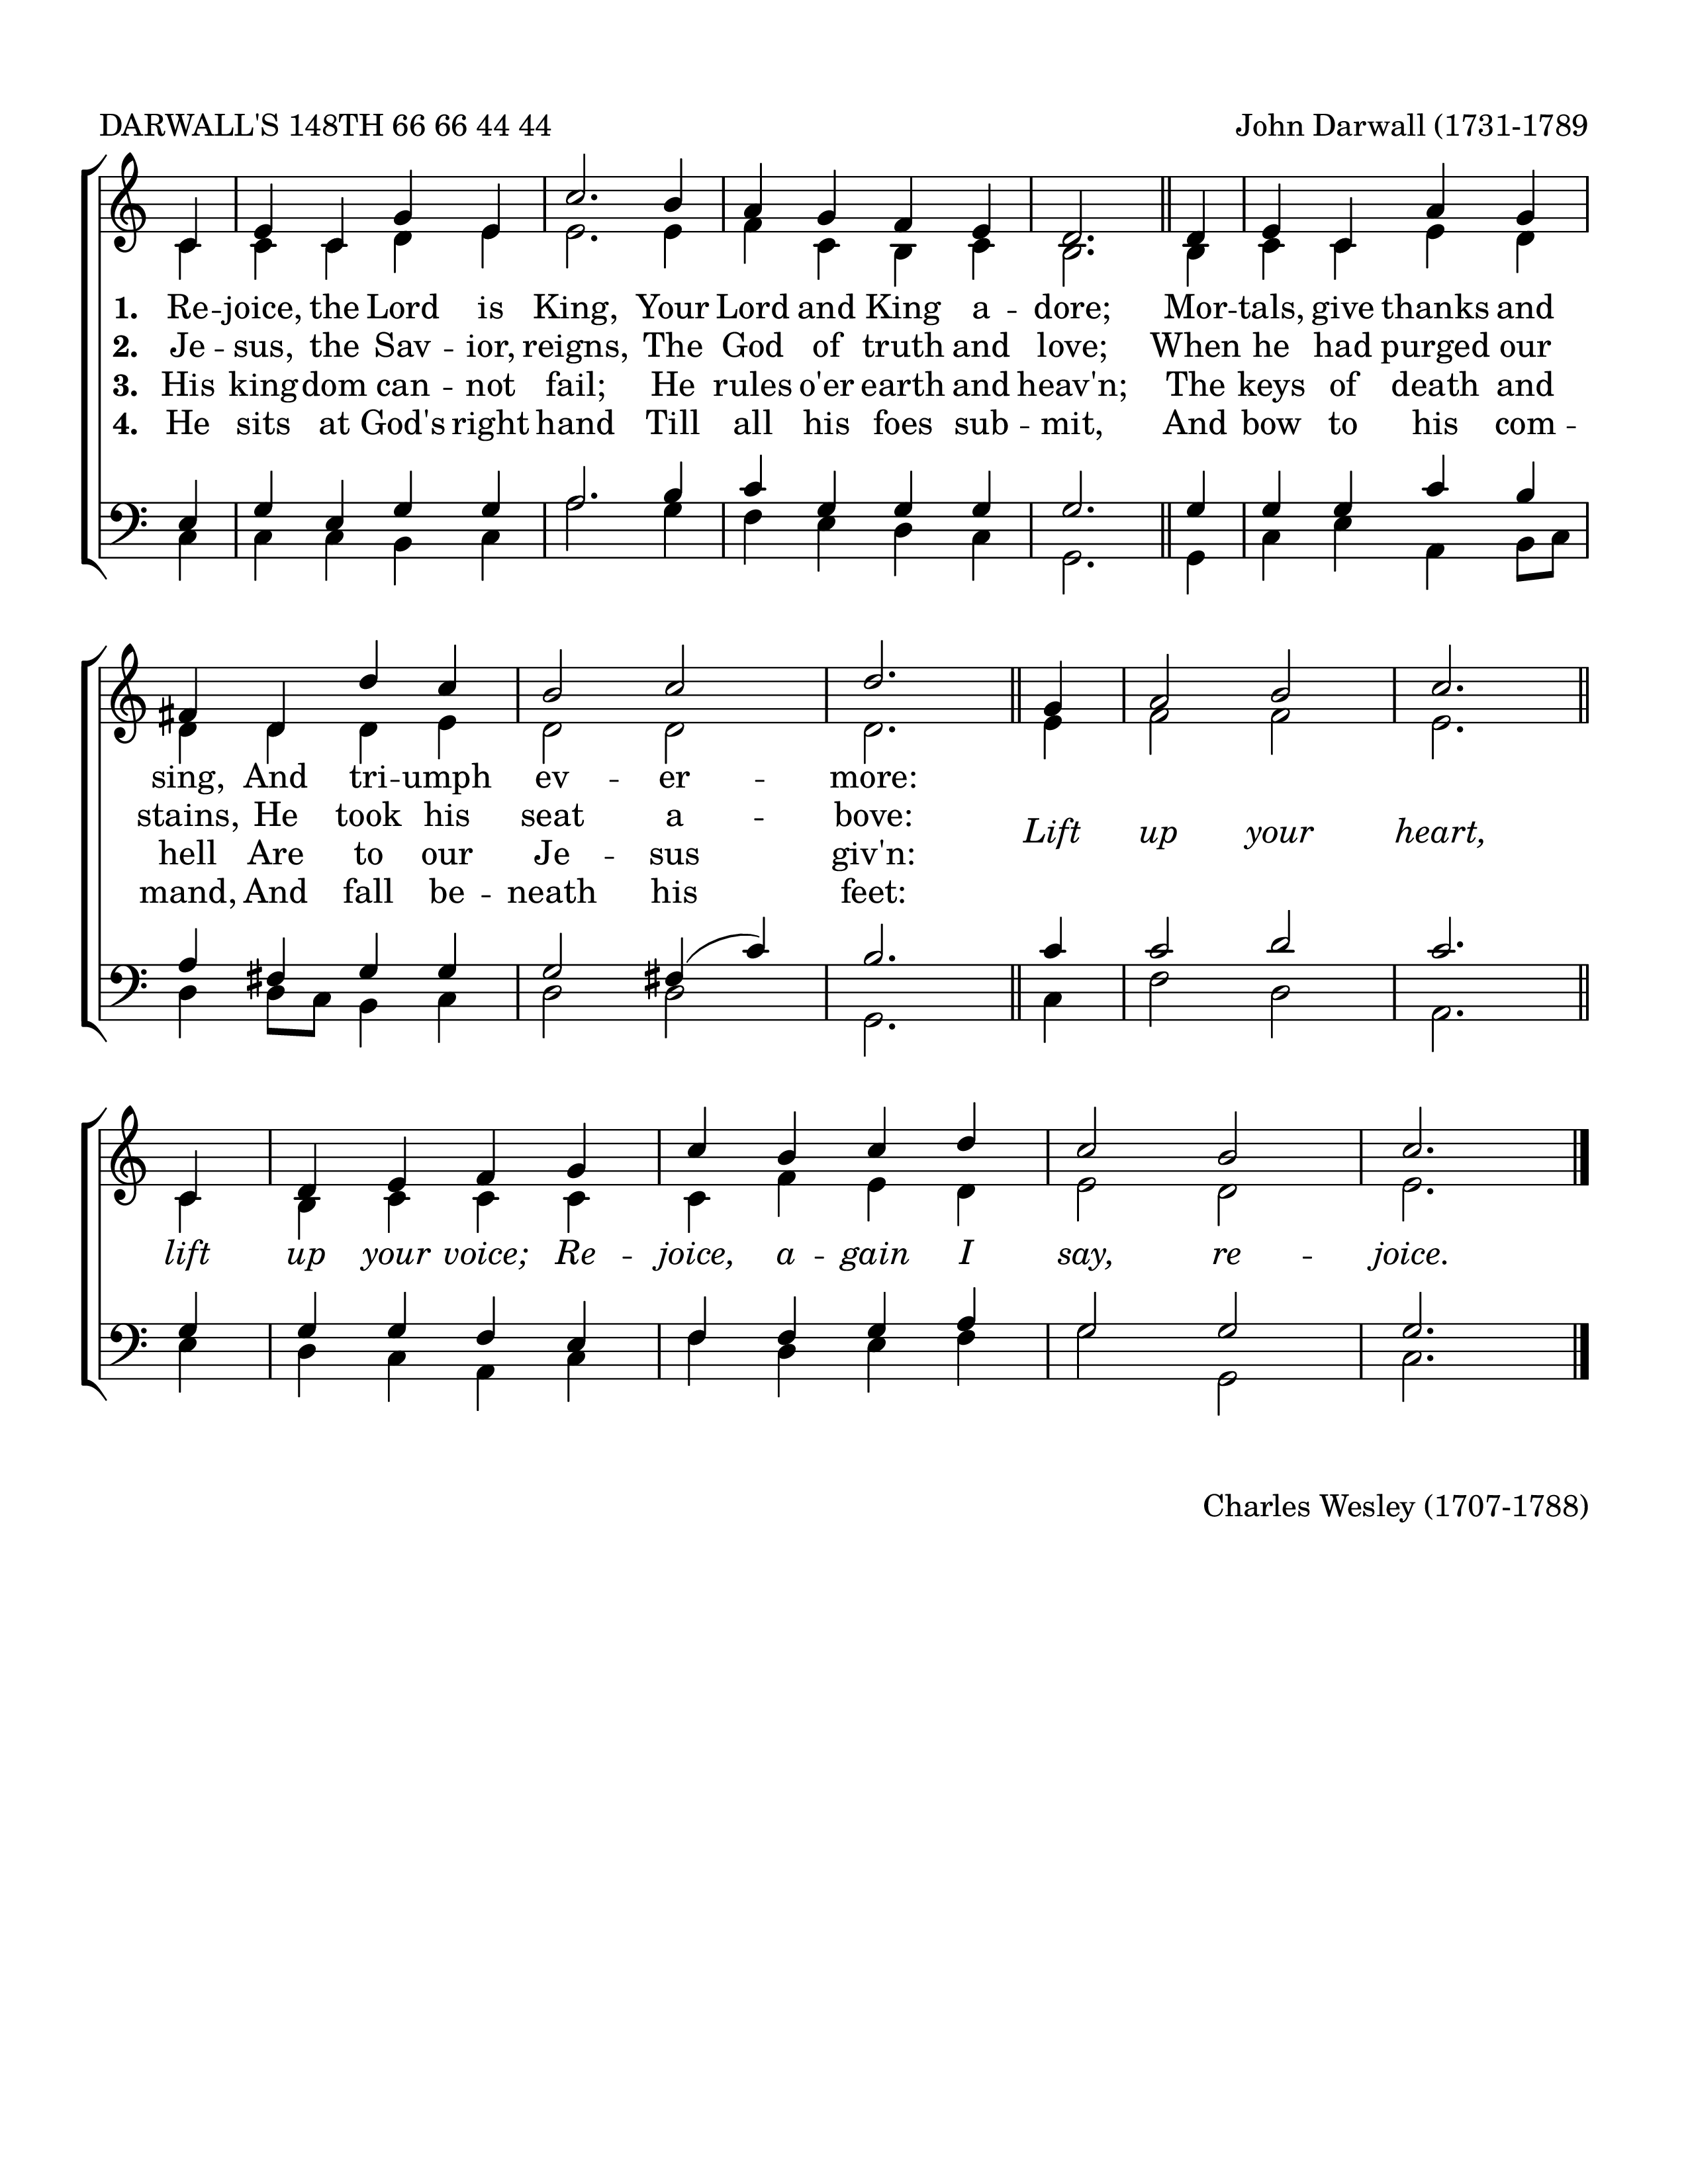 DARWALL'S 148TH 66 66 44 44
John Darwall (1731-1789
1. Re -- joice, the Lord is King, Your Lord and King a -- dore; Mor -- tals, give thanks and
2. Je -- sus, the Sav -- ior, reigns, The God of truth and love; When he had purged our
3. His king -- dom can -- not fail; He rules o'er earth and heav'n; The keys of death and
4. He sits at God's right hand Till all his foes sub -- mit, And bow to his com --
sing, And tri -- umph ev -- er -- more:
stains, He took his seat a -- bove:
Lift up your heart,
hell Are to our Je -- sus giv'n:
mand, And fall be -- neath his feet:
lift up your voice; Re -- joice, a -- gain I say, re -- joice.
Charles Wesley (1707-1788)